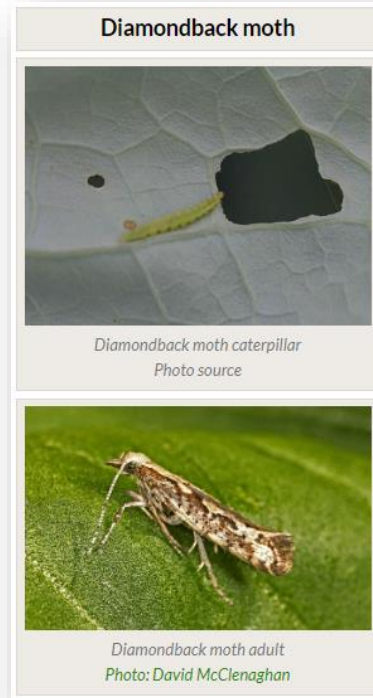 Diamondback moth
Diamondback moth caterpillar
Photo source
Diamondback moth adult
Photo: David McClenaghan